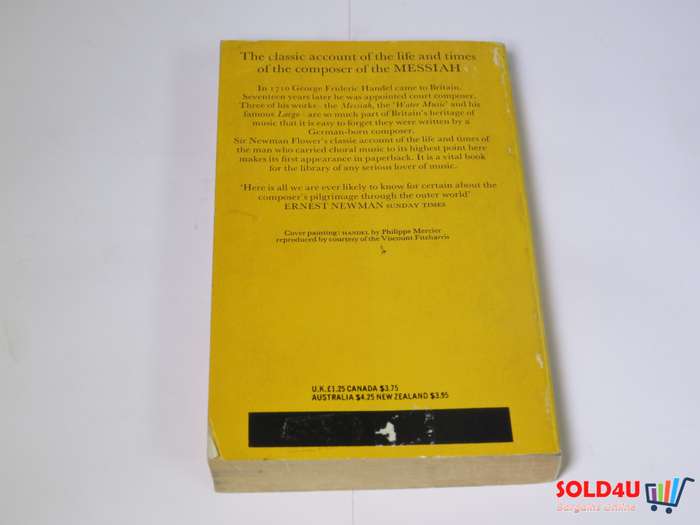 The classic account of the life and times
of the composer of the MESSIAH
In 1710 George Frideric Handel came to Britain.
Seventeen years later he was appointed court composer.
Three of his works - the Messiah, the 'Water Music' and his
famous Largo - are so much part of Britain's heritage of
music that it is easy to forget they were written by a
German-born composer.
Sir Newman Flower's classic account of the life and times of
the man who carried choral music to its highest point here
makes its first appearance in paperback. It is a vital book
for the library of any serious lover of music.
'Here is all we are ever likely to know for certain about the
composer's pilgrimage through the outer world'
ERNEST NEWMAN SUNDAY TIMES
Cover painting: HANDEL by Philippe Mercier
reproduced by courtesy of the Viscount Fitzharris
U.K. £1.25 CANADA $3.75
AUSTRALIA $4.25 NEW ZEALAND $3.95
SOLD4U
Bargains Online